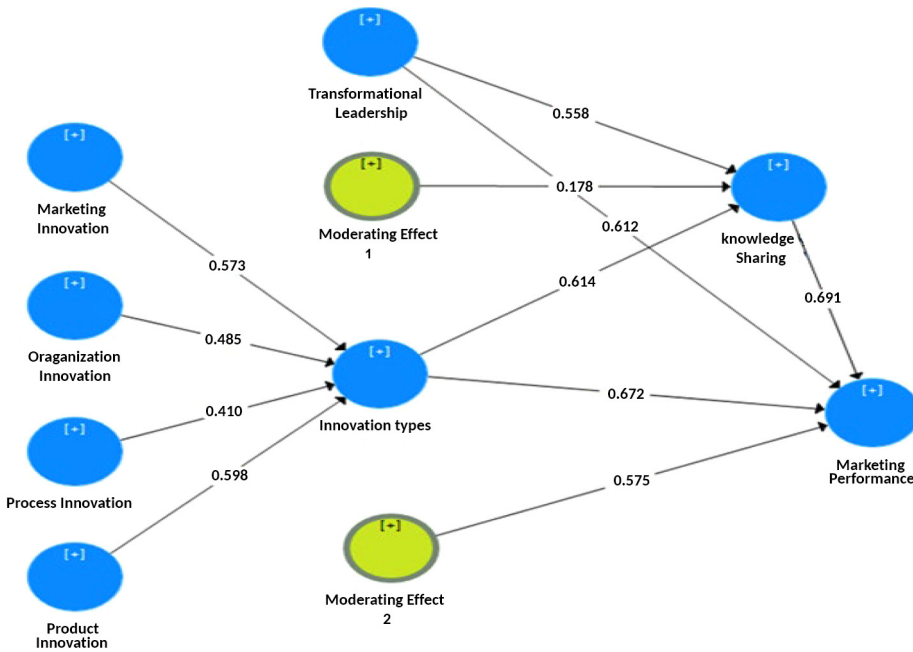 [+]
Transformational
Leadership
0.558
[+]
Marketing
Innovation
[+]
Moderating Effect
1
0.178
[+]
knowledge
Sharing
0.612
0.573
0.614
0.691
[+]
Oraganization
Innovation
0.485
[+]
Innovation types
0.672
[+]
Marketing
Performance
0.410
[+]
Process Innovation
0.598
0.575
[+]
Moderating Effect
2
[+]
Product
Innovation